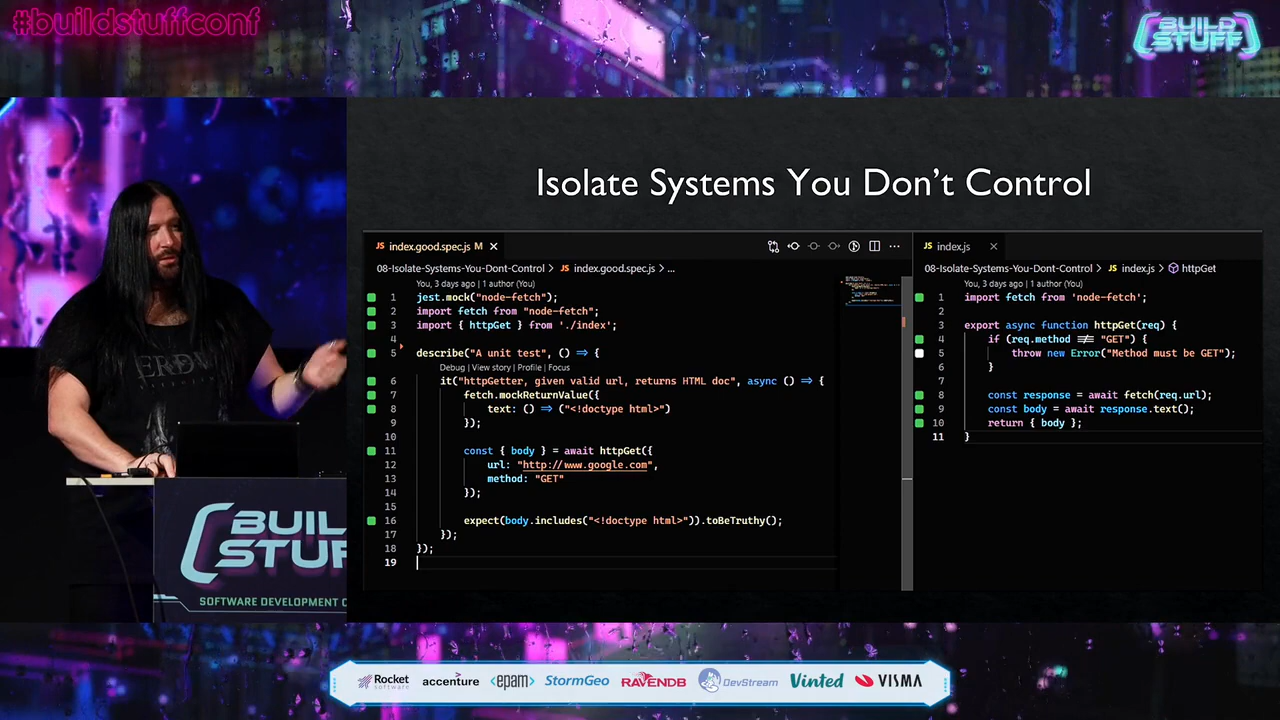 #buildstuffconf
BUILD
STUFF
Isolate Systems You Don't Control
JS index.good.spec.js M ×
08-Isolate-Systems-You-Dont-Control > JS index.good.spec.js > ...
You, 3 days ago | 1 author (You)
1 jest.mock("node-fetch");
2 import fetch from "node-fetch";
3 import { httpGet } from './index';
4
5 describe("A unit test", () => {
Debug | View story | Profile | Focus
6 it("httpGetter, given valid url, returns HTML doc", async () => {
7 fetch.mockReturnValue({
8 text: () => ("<!doctype html>")
9 });
10
11 const { body } = await httpGet({
12 url: "http://www.google.com",
13 method: "GET"
14 });
15
16 expect(body.includes("<!doctype html>")).toBeTruthy();
17 });
18 });
19
JS index.js ×
08-Isolate-Systems-You-Dont-Control > JS index.js > httpGet
You, 3 days ago | 1 author (You)
1 import fetch from 'node-fetch';
2
3 export async function httpGet(req) {
4 if (req.method !== "GET") {
5 throw new Error("Method must be GET");
6 }
7
8 const response = await fetch(req.url);
9 const body = await response.text();
10 return { body };
11 }
BUIL
STUF
SOFTWARE DEVELOPMENT C
Rocket
software
accenture
<epam>
StormGeo
RAVENDB
DevStream
Vinted
VISMA